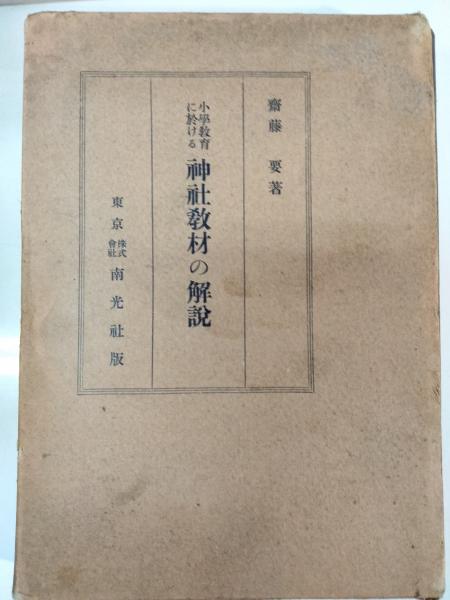 齋藤 要著
小學敎育
に於ける
神社敎材の解說
東京 株式
會社 南光社版